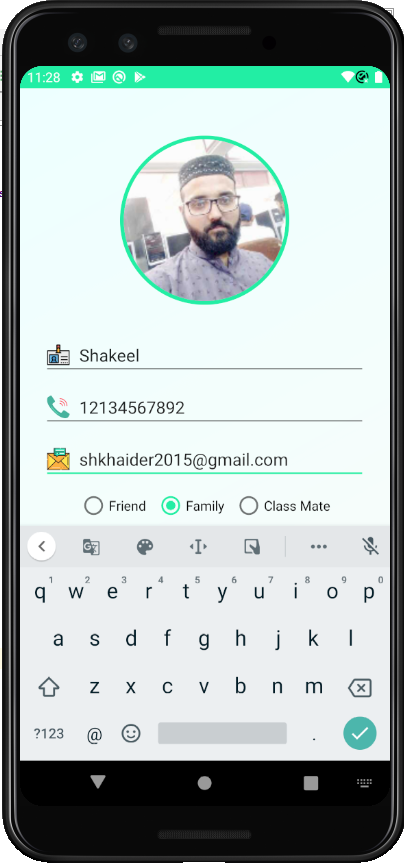 11:28
Shakeel
12134567892
shkhaider2015@gmail.com
Friend Family Class Mate
q1 w2 e3 r4 t5 y6 u7 i8 o9 p0
a s d f g h j k l
z x c v b n m
?123 @ .